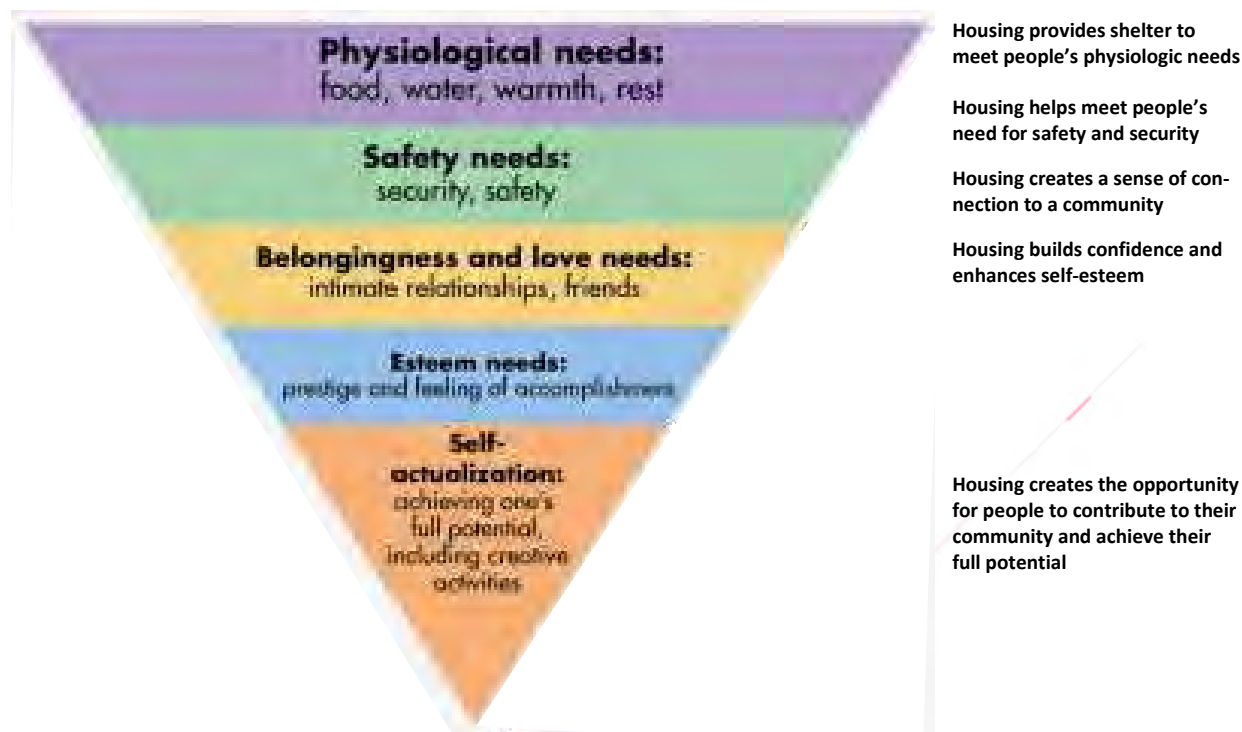 Physiological needs:
food, water, warmth, rest
Safety needs:
security, safety
Belongingness and love needs:
intimate relationships, friends
Esteem needs:
prestige and feeling of accomplishment
Self-
actualization:
achieving one's
full potential,
including creative
activities
Housing provides shelter to
meet people’s physiologic needs
Housing helps meet people’s
need for safety and security
Housing creates a sense of con-
nection to a community
Housing builds confidence and
enhances self-esteem
Housing creates the opportunity
for people to contribute to their
community and achieve their
full potential